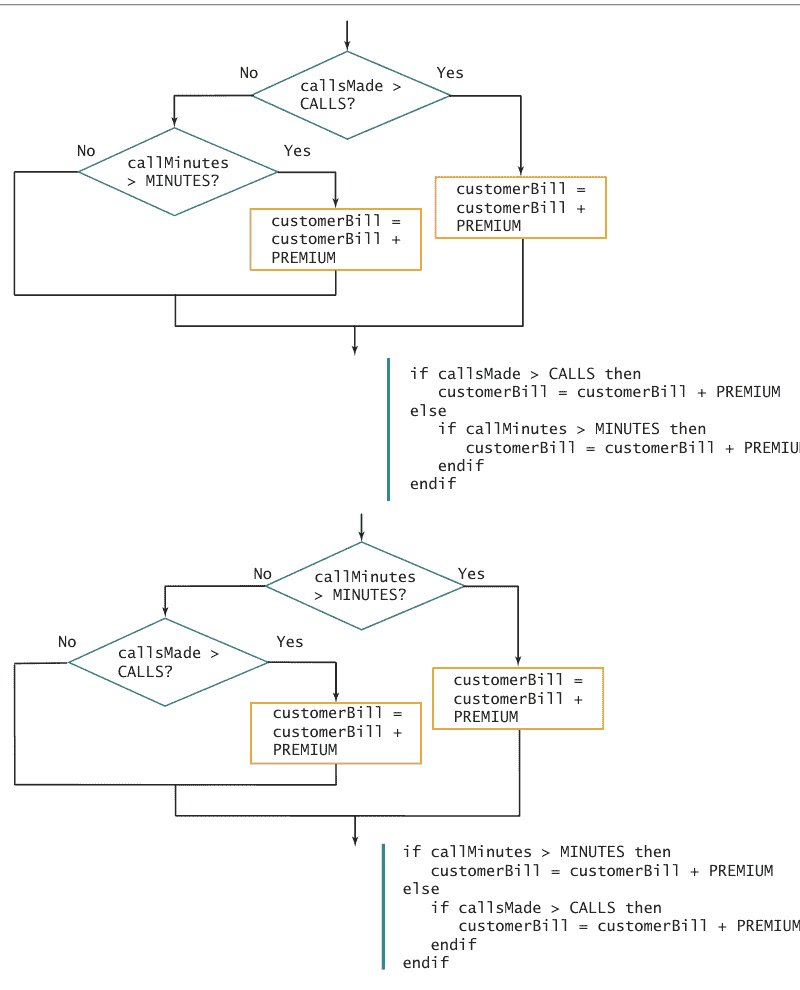 No
callsMade >
CALLS?
Yes
No
callMinutes
> MINUTES?
Yes
customerBill =
customerBill +
PREMIUM
customerBill =
customerBill +
PREMIUM
if callsMade > CALLS then
customerBill = customerBill + PREMIUM
else
if callMinutes > MINUTES then
customerBill = customerBill +
endif
endif
No
callMinutes
> MINUTES?
Yes
No
callsMade >
CALLS?
Yes
customerBill =
customerBill +
PREMIUM
customerBill =
customerBill +
PREMIUM
if callMinutes > MINUTES then
customerBill = customerBill + PREMIUM
else
if callsMade > CALLS then
customerBill = customerBill + PREMIUM
endif
endif